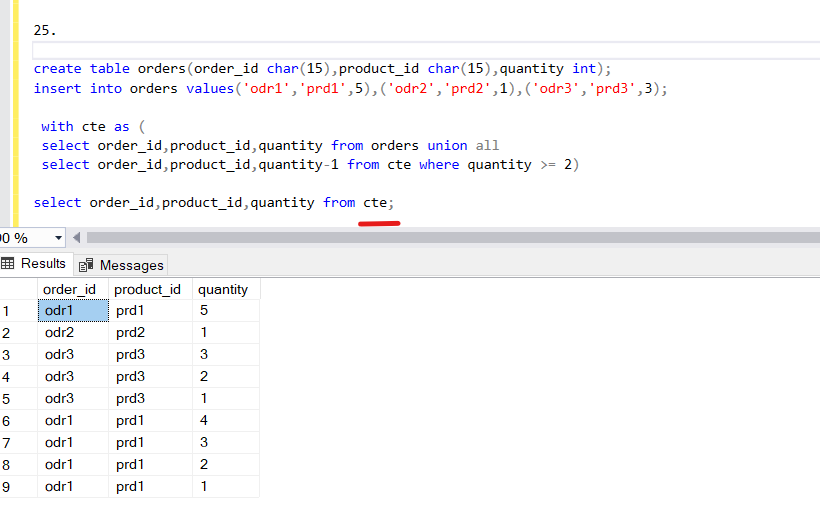 25.
create table orders(order_id char(15),product_id char(15),quantity int);
insert into orders values('odr1','prd1',5),('odr2','prd2',1),('odr3','prd3',3);
with cte as (
select order_id,product_id,quantity from orders union all
select order_id,product_id,quantity-1 from cte where quantity >= 2)
select order_id,product_id,quantity from cte;
00 %
Results Messages
order_id product_id quantity
1 odr1 prd1 5
2 odr2 prd2 1
3 odr3 prd3 3
4 odr3 prd3 2
5 odr3 prd3 1
6 odr1 prd1 4
7 odr1 prd1 3
8 odr1 prd1 2
9 odr1 prd1 1